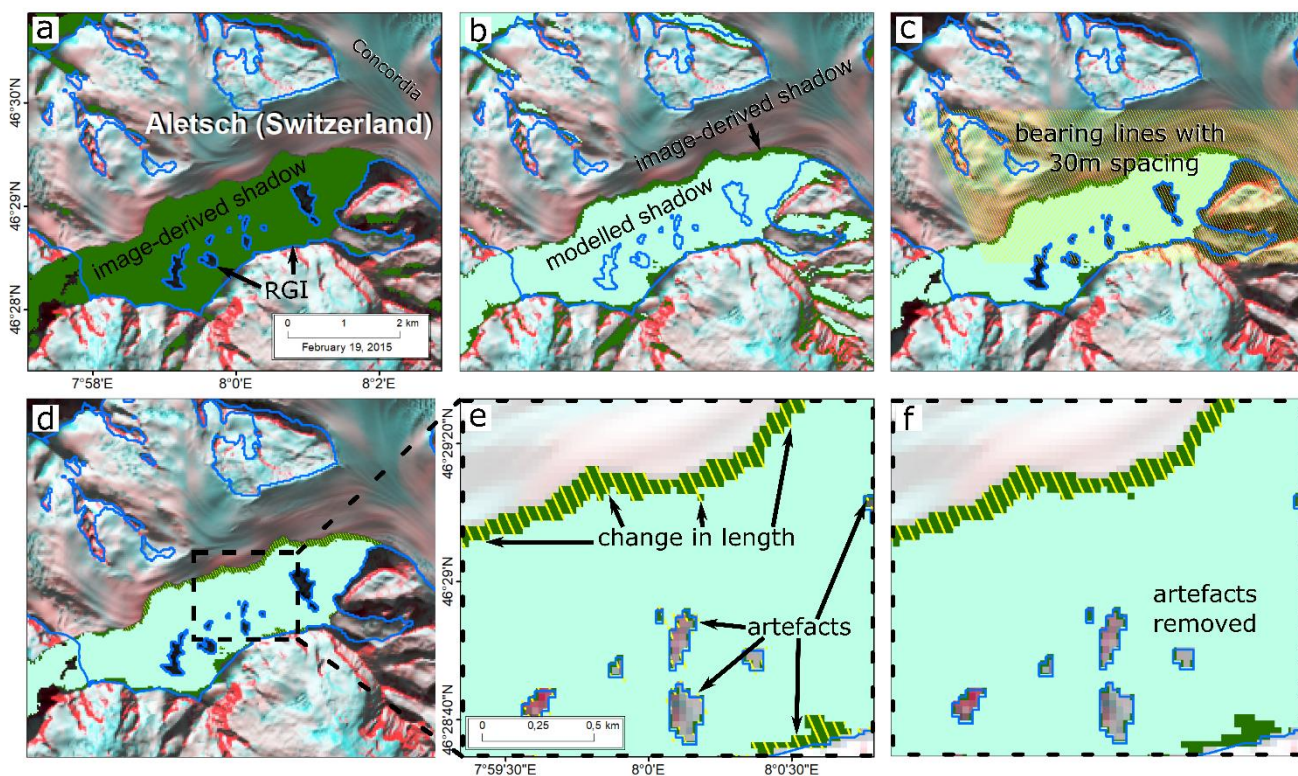 a
Concordia
46°30'N
Aletsch (Switzerland)
image-derived shadow
46°29'N
RGI
46°28'N
0 1 2 km
February 19, 2015
7°58'E 8°0'E 8°2'E
b
image-derived shadow
modelled shadow
c
bearing lines with
30m spacing
d
e
46°29'20"N
change in length
46°29'N
artefacts
46°28'40"N
0 0,25 0,5 km
7°59'30"E 8°0'E 8°0'30"E
f
artefacts
removed